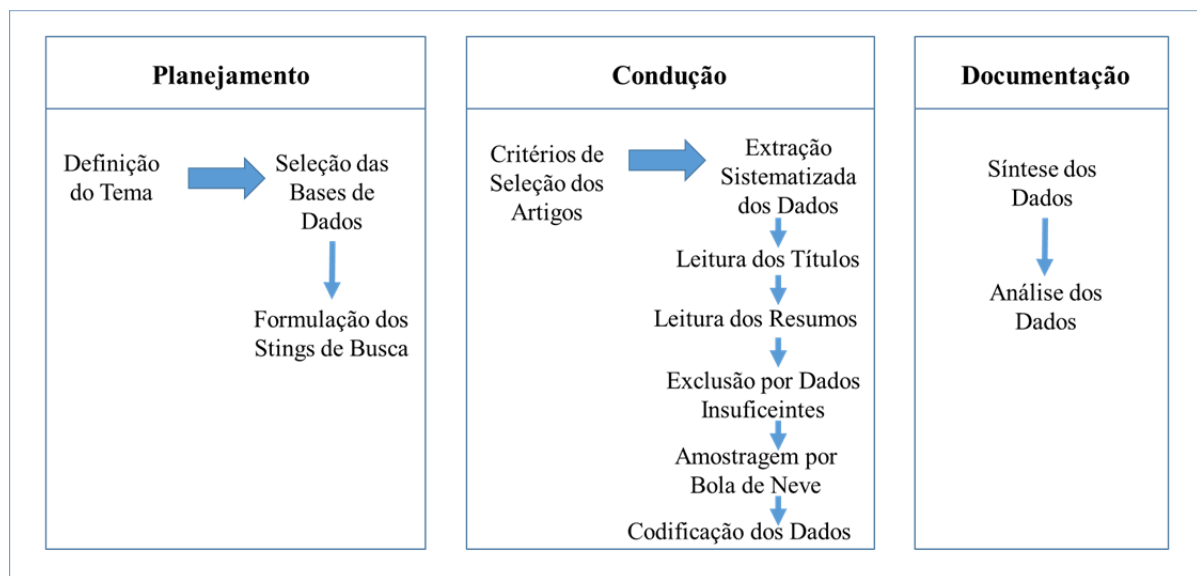 Planejamento
Definição
do Tema
Seleção das
Bases de
Dados
Formulação dos
Stings de Busca
Condução
Critérios de
Seleção dos
Artigos
Extração
Sistematizada
dos Dados
Leitura dos Títulos
Leitura dos Resumos
Exclusão por Dados
Insuficeintes
Amostragem por
Bola de Neve
Codificação dos Dados
Documentação
Síntese dos
Dados
Análise dos
Dados